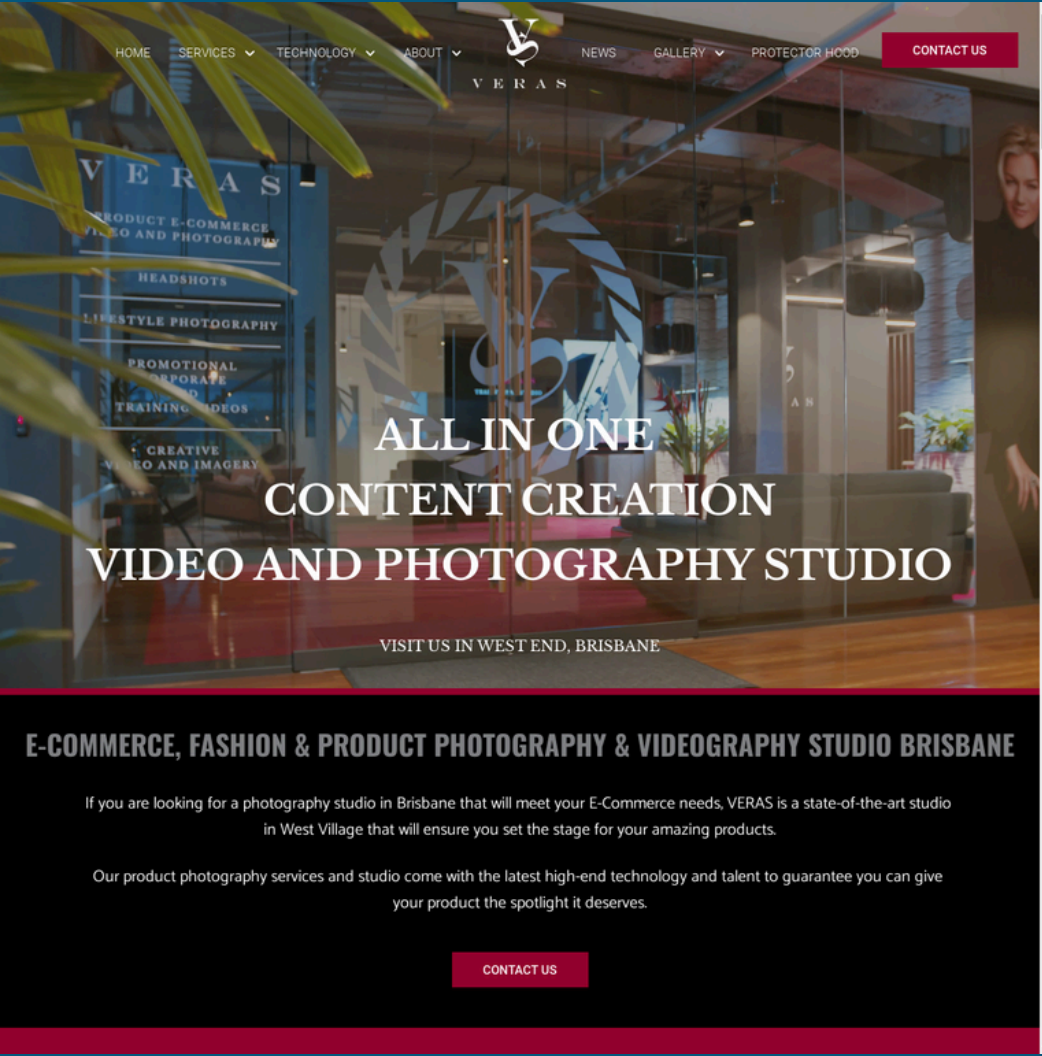 HOME SERVICES TECHNOLOGY ABOUT NEWS GALLERY PROTECTOR HOOD CONTACT US
VERAS
VERAS
PRODUCT E-COMMERCE
VIDEO AND PHOTOGRAPHY
HEADSHOTS
LIFESTYLE PHOTOGRAPHY
PROMOTIONAL
CORPORATE
TRAINING VIDEOS
CREATIVE
VIDEO AND IMAGERY
ALL IN ONE
CONTENT CREATION
VIDEO AND PHOTOGRAPHY STUDIO
VISIT US IN WEST END, BRISBANE
E-COMMERCE, FASHION & PRODUCT PHOTOGRAPHY & VIDEOGRAPHY STUDIO BRISBANE
If you are looking for a photography studio in Brisbane that will meet your E-Commerce needs, VERAS is a state-of-the-art studio
in West Village that will ensure you set the stage for your amazing products.
Our product photography services and studio come with the latest high-end technology and talent to guarantee you can give
your product the spotlight it deserves.
CONTACT US